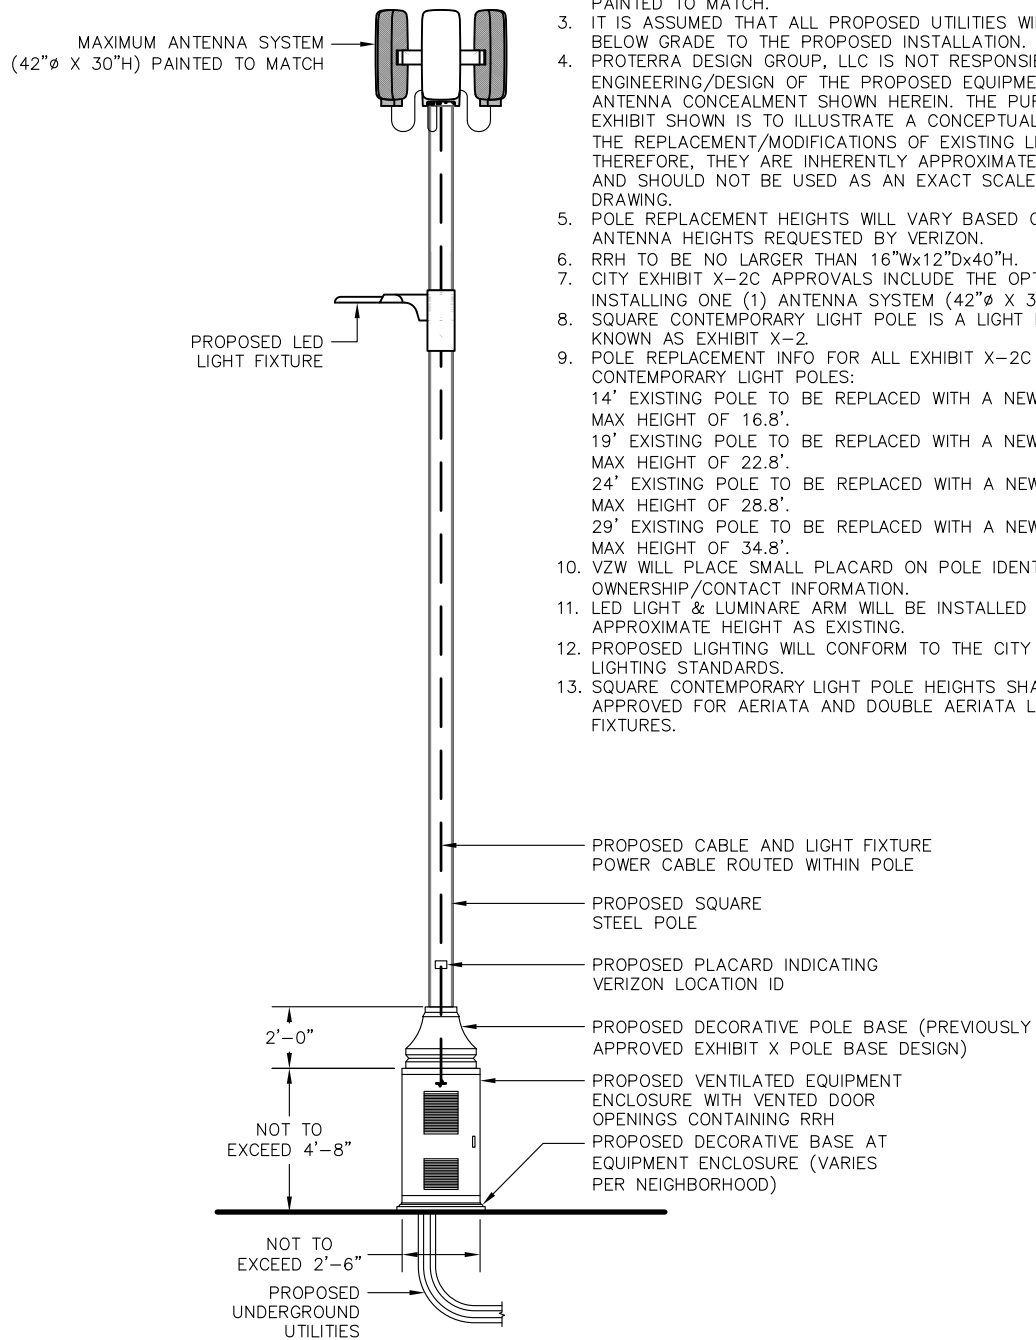 PAINTED TO MATCH.
3. IT IS ASSUMED THAT ALL PROPOSED UTILITIES
BELOW GRADE TO THE PROPOSED INSTALLATION.
4. PROTERRA DESIGN GROUP, LLC IS NOT
ENGINEERING/DESIGN OF THE PROPOSED
ANTENNA CONCEALMENT SHOWN HEREIN. THE
EXHIBIT SHOWN IS TO ILLUSTRATE A CONCEPTUAL
THE REPLACEMENT/MODIFICATIONS OF EXISTING
THEREFORE, THEY ARE INHERENTLY APPROXIMATE
AND SHOULD NOT BE USED AS AN EXACT SCALE
DRAWING.
5. POLE REPLACEMENT HEIGHTS WILL VARY BASED
ANTENNA HEIGHTS REQUESTED BY VERIZON.
6. RRH TO BE NO LARGER THAN 16"Wx12"Dx40"H.
7. CITY EXHIBIT X-2C APPROVALS INCLUDE THE
INSTALLING ONE (1) ANTENNA SYSTEM (42"ø X
8. SQUARE CONTEMPORARY LIGHT POLE IS A LIGHT
KNOWN AS EXHIBIT X-2.
9. POLE REPLACEMENT INFO FOR ALL EXHIBIT X-2C
CONTEMPORARY LIGHT POLES:
14' EXISTING POLE TO BE REPLACED WITH A NEW
MAX HEIGHT OF 16.8'.
19' EXISTING POLE TO BE REPLACED WITH A NEW
MAX HEIGHT OF 22.8'.
24' EXISTING POLE TO BE REPLACED WITH A NEW
MAX HEIGHT OF 28.8'.
29' EXISTING POLE TO BE REPLACED WITH A NEW
MAX HEIGHT OF 34.8'.
10. VZW WILL PLACE SMALL PLACARD ON POLE
OWNERSHIP/CONTACT INFORMATION.
11. LED LIGHT & LUMINARE ARM WILL BE INSTALLED
APPROXIMATE HEIGHT AS EXISTING.
12. PROPOSED LIGHTING WILL CONFORM TO THE CITY
LIGHTING STANDARDS.
13. SQUARE CONTEMPORARY LIGHT POLE HEIGHTS
APPROVED FOR AERIATA AND DOUBLE AERIATA
FIXTURES.
MAXIMUM ANTENNA SYSTEM
(42"ø X 30"H) PAINTED TO MATCH
PROPOSED LED
LIGHT FIXTURE
PROPOSED CABLE AND LIGHT FIXTURE
POWER CABLE ROUTED WITHIN POLE
PROPOSED SQUARE
STEEL POLE
PROPOSED PLACARD INDICATING
VERIZON LOCATION ID
2'-0"
PROPOSED DECORATIVE POLE BASE (PREVIOUSLY
APPROVED EXHIBIT X POLE BASE DESIGN)
PROPOSED VENTILATED EQUIPMENT
ENCLOSURE WITH VENTED DOOR
OPENINGS CONTAINING RRH
NOT TO
EXCEED 4'-8"
PROPOSED DECORATIVE BASE AT
EQUIPMENT ENCLOSURE (VARIES
PER NEIGHBORHOOD)
NOT TO
EXCEED 2'-6"
PROPOSED
UNDERGROUND
UTILITIES